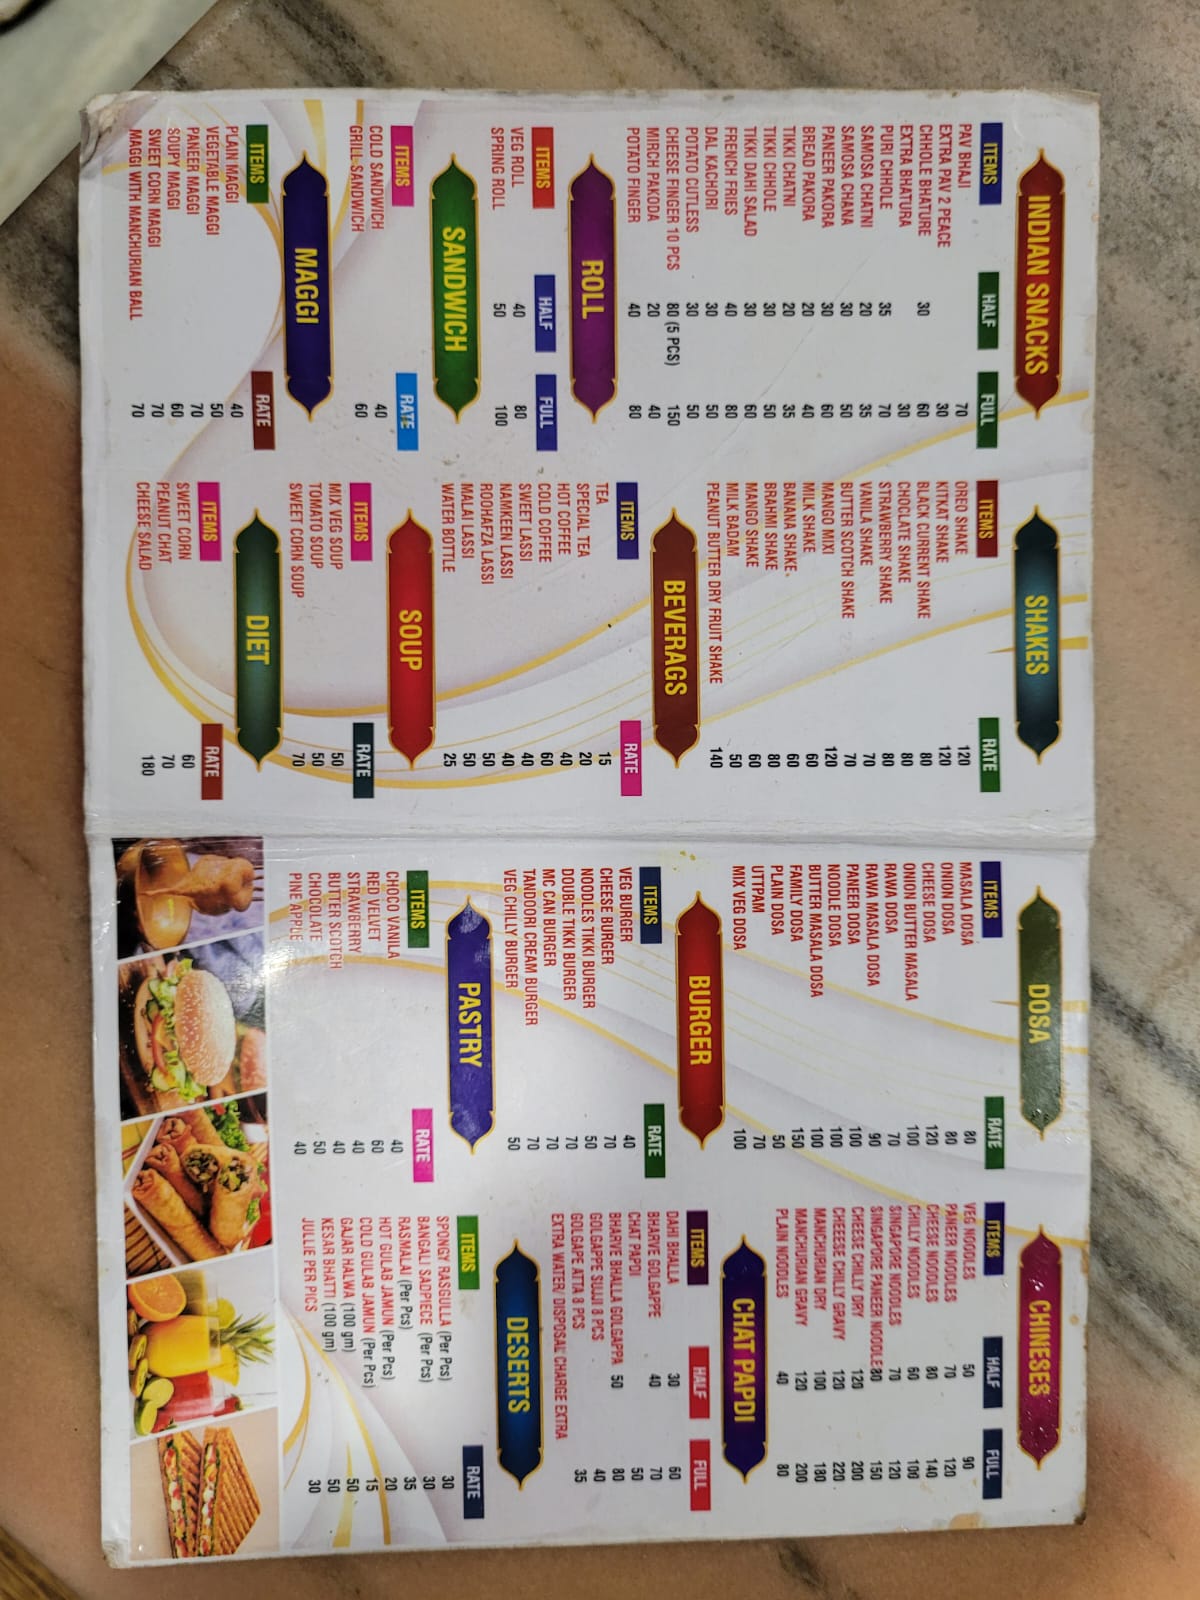 INDIAN SNACKS
ITEMS HALF FULL
PAV BHAJI 70
EXTRA PAV 2 PEACE 30
CHHOLE BHATURE 30 60
EXTRA BHATURA 30
PURI CHHOLE 35 70
SAMOSA CHATNI 20 35
SAMOSA CHANA 30 50
PANEER PAKORA 30 60
BREAD PAKORA 20 40
TIKKI CHATNI 20 35
TIKKI CHHOLE 30 50
TIKKI DAHI SALAD 30 60
FRENCH FRIES 40 80
DAL KACHORI 30 50
POTATO CUTLESS 30 50
CHEESE FINGER 10 PCS 80 (5 PCS) 150
MIRCH PAKODA 20 40
POTATO FINGER 40 80
ROLL
ITEMS HALF FULL
VEG ROLL 40 80
SPRING ROLL 50 100
SANDWICH
ITEMS RATE
COLD SANDWICH 40
GRILL SANDWICH 60
MAGGI
ITEMS RATE
PLAIN MAGGI 40
VEGETABLE MAGGI 50
PANEER MAGGI 70
SOUPY MAGGI 60
SWEET CORN MAGGI 70
MAGGI WITH MANCHURIAN BALL 70
SHAKES
ITEMS RATE
OREO SHAKE 120
KITKAT SHAKE 120
BLACK CURRENT SHAKE 80
CHOCLATE SHAKE 80
STRAWBERRY SHAKE 80
VANILA SHAKE 70
BUTTER SCOTCH SHAKE 70
MANGO MIXI 120
MILK SHAKE 60
BANANA SHAKE 60
BRAHMI SHAKE 80
MANGO SHAKE 60
MILK BADAM 50
PEANUT BUTTER DRY FRUIT SHAKE 140
BEVERAGS
ITEMS RATE
TEA 15
SPECIAL TEA 20
HOT COFFEE 40
COLD COFFEE 60
SWEET LASSI 40
NAMKEEN LASSI 40
ROOHAFZA LASSI 50
MALAI LASSI 50
WATER BOTTLE 25
SOUP
ITEMS RATE
MIX VEG SOUP 50
TOMATO SOUP 50
SWEET CORN SOUP 70
DIET
ITEMS RATE
SWEET CORN 60
PEANUT CHAT 70
CHEESE SALAD 180
DOSA
ITEMS RATE
MASALA DOSA 80
ONION DOSA 80
CHEESE DOSA 120
ONION BUTTER MASALA 100
RAWA DOSA 70
RAWA MASALA DOSA 90
PANEER DOSA 100
NOODLE DOSA 100
BUTTER MASALA DOSA 100
FAMILY DOSA 150
PLAIN DOSA 50
UTTPAM 70
MIX VEG DOSA 100
BURGER
ITEMS RATE
VEG BURGER 40
CHEESE BURGER 70
NOODLES TIKKI BURGER 50
DOUBLE TIKKI BURGER 70
MC CAN BURGER 70
TANDOORI CREAM BURGER 70
VEG CHILLY BURGER 50
PASTRY
ITEMS RATE
CHOCO VANILA 40
RED VELVET 60
STRAWBERRY 40
BUTTER SCOTCH 40
CHOCOLATE 50
PINE APPLE 40
CHINESES
ITEMS HALF FULL
VEG NOODLES 50 90
PANEER NOODLES 70 120
CHEESE NOODLES 80 140
CHILLY NOODLES 60 100
SINGAPORE NOODLES 70 120
SINGAPORE PANEER NOODLE 80 150
CHEESE CHILLY DRY 120 200
CHEEESE CHILLY GRAVY 120 220
MANCHURIAN DRY 100 180
MANCHURIAN GRAVY 120 200
PLAIN NOODLES 40 80
CHAT PAPDI
ITEMS HALF FULL
DAHI BHALLA 30 60
BHARVE GOLGAPPE 40 70
CHAT PAPDI 50
BHARVE BHALLA GOLGAPPA 50 80
GOLGAPPE SUJJI 8 PCS 40
GOLGAPE ATTA 8 PCS 35
EXTRA WATER/ DISPOSAL CHARGE EXTRA
DESERTS
ITEMS RATE
SPONGY RASGULLA (Per Pcs) 30
BANGALI SADPIECE (Per Pcs) 30
RASMALAI (Per Pcs) 35
HOT GULAB JAMUN (Per Pcs) 20
COLD GULAB JAMUN (Per Pcs) 15
GAJAR HALWA (100 gm) 50
KESAR BHATTI (100 gm) 50
JULLIE PER PICS 30